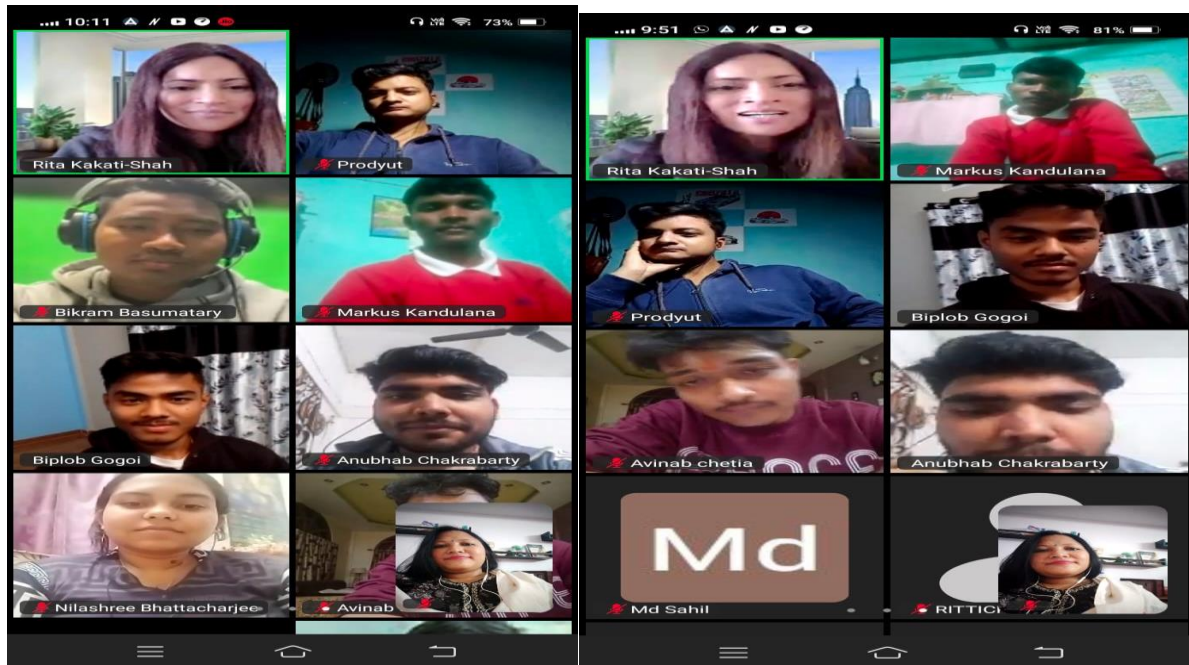 10:11
73%
Rita Kakati-Shah
Prodyut
Bikram Basumatary
Markus Kandulana
Biplob Gogoi
Anubhab Chakrabarty
Nilashree Bhattacharjee
Avinab
9:51
81%
Rita Kakati-Shah
Markus Kandulana
Prodyut
Biplob Gogoi
Avinab chetia
Anubhab Chakrabarty
Md
Md Sahil